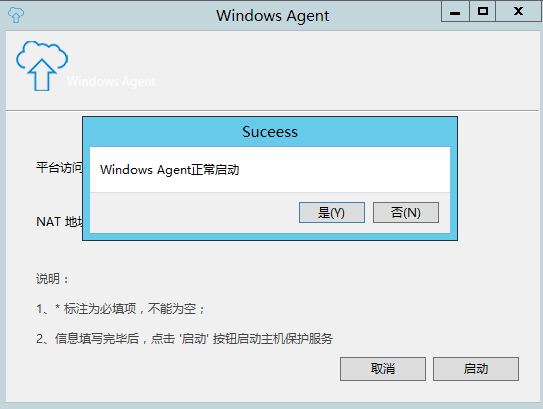 Windows Agent
Windows Agent
Suceess
平台访问
Windows Agent正常启动
NAT 地
是(Y)
否(N)
说明：
1、* 标注为必填项，不能为空；
2、信息填写完毕后，点击 '启动' 按钮启动主机保护服务
取消
启动